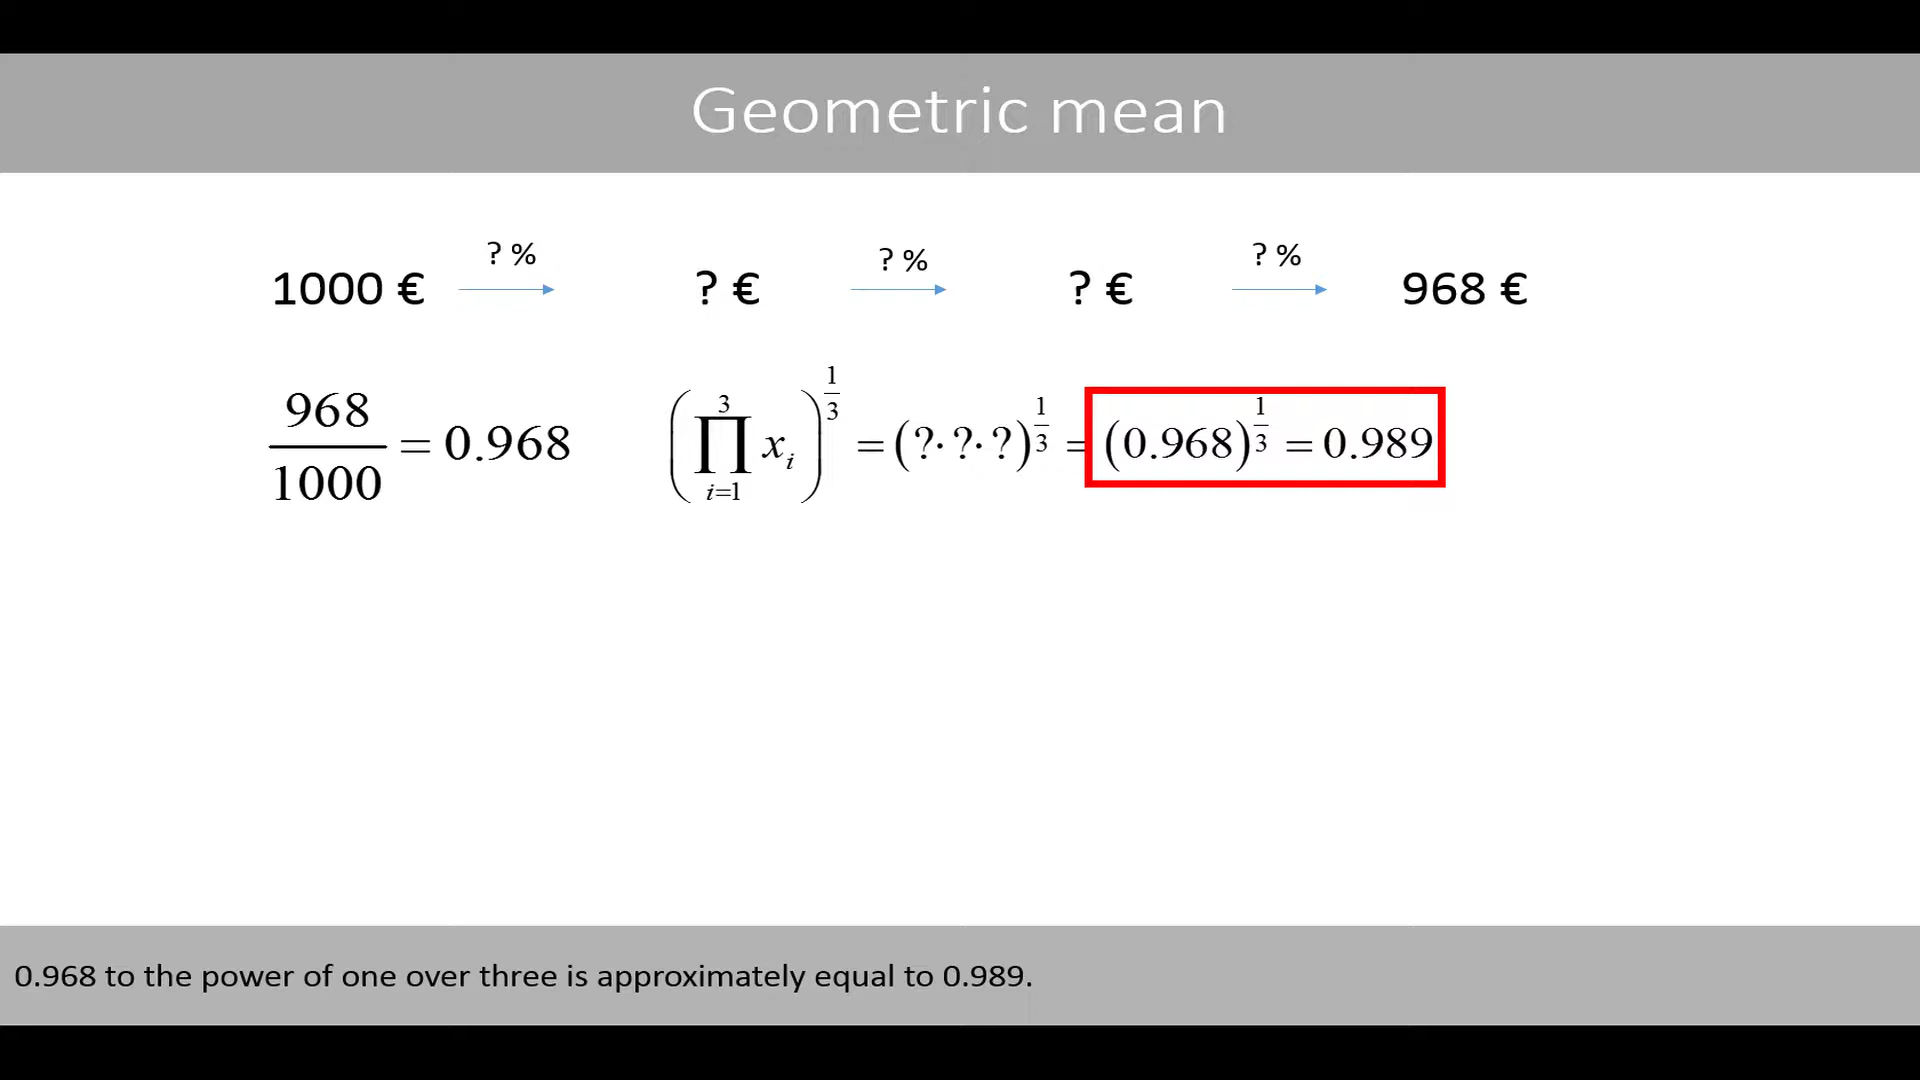 Geometric mean
? % ? % ? %
1000 € ? € ? € 968 €
968/1000 = 0.968
(∏_{i=1}^{3} x_i)^{1/3} = (?·?·?)^{1/3} = (0.968)^{1/3} = 0.989
0.968 to the power of one over three is approximately equal to 0.989.